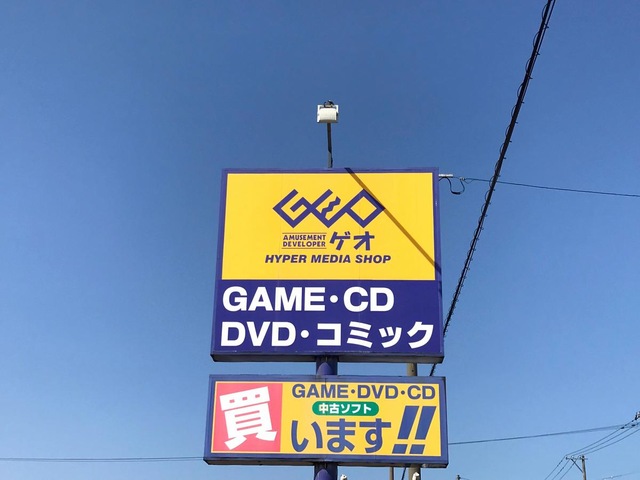 GEO
AMUSEMENT
DEVELOPER ゲオ
HYPER MEDIA SHOP
GAME・CD
DVD・コミック
GAME・DVD・CD
中古ソフト
買います!!